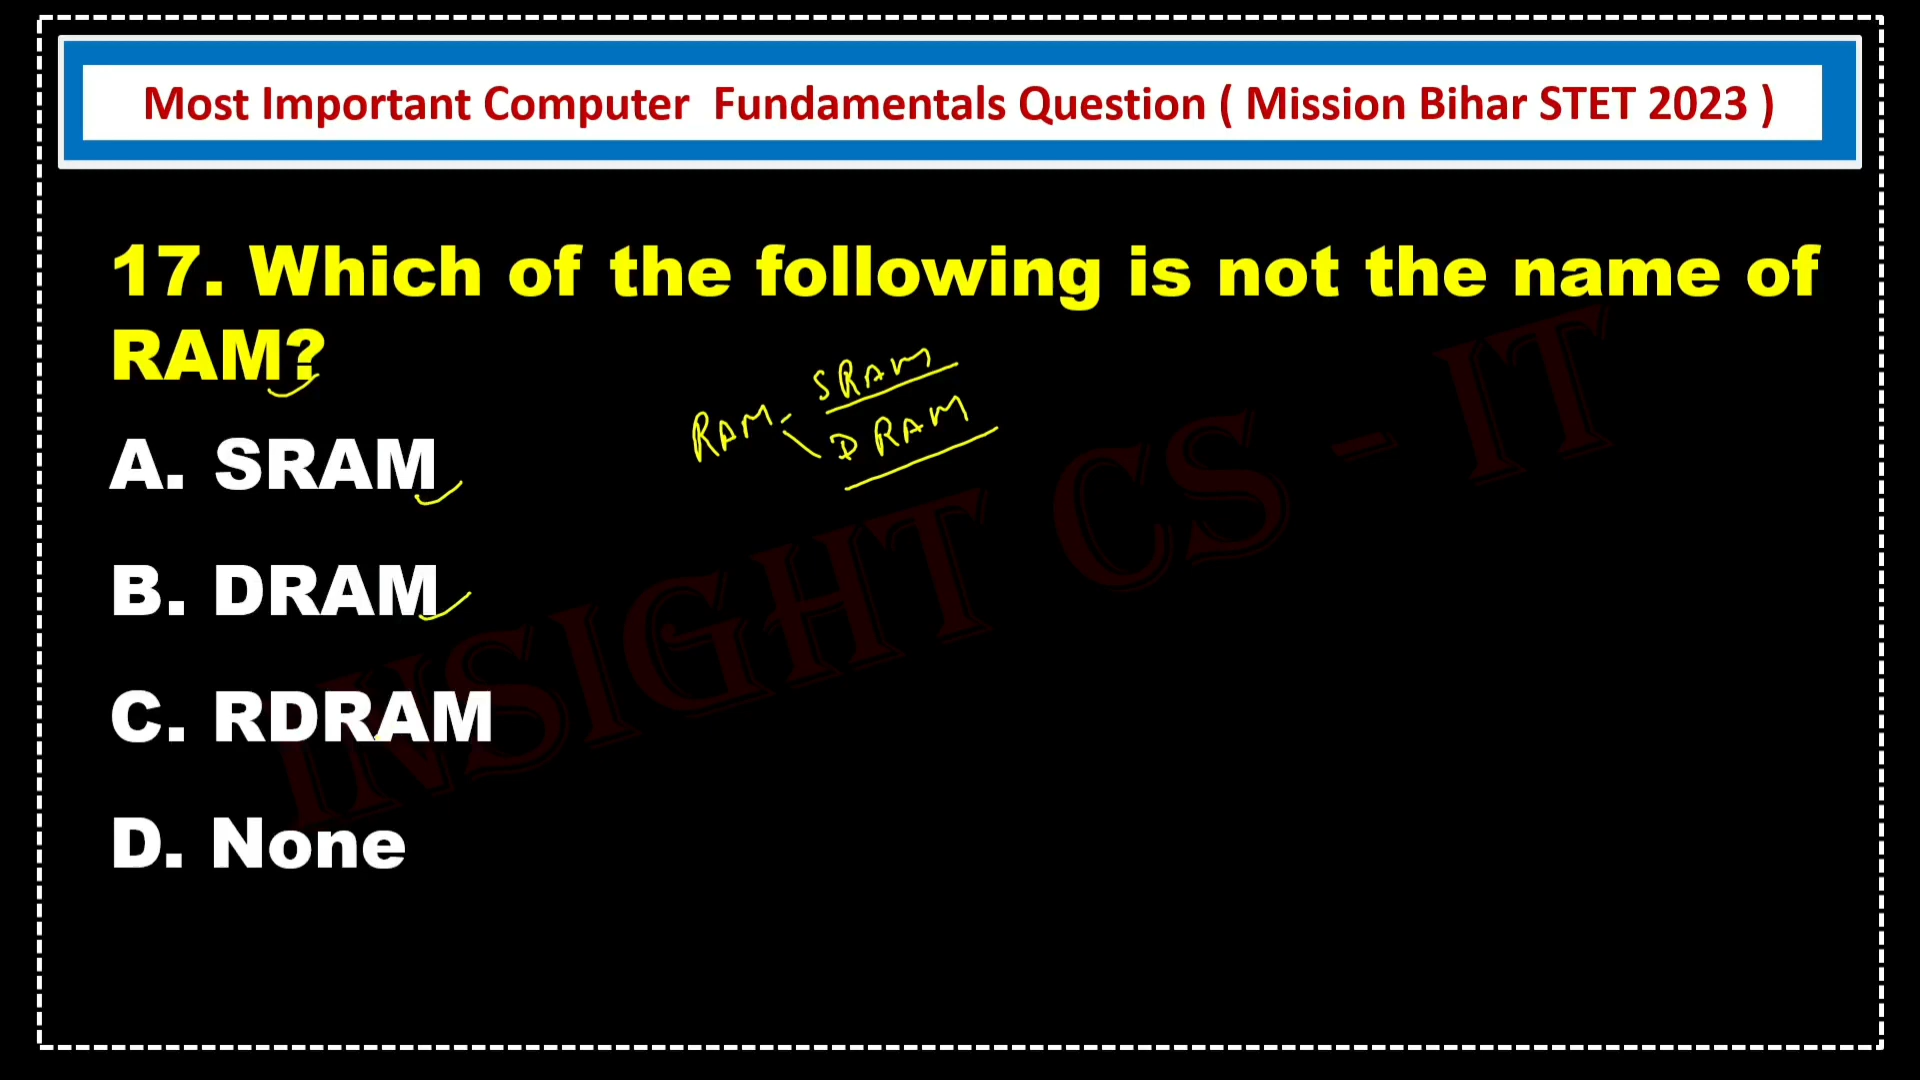 Most Important Computer Fundamentals Question ( Mission Bihar STET 2023 )
17. Which of the following is not the name of
RAM?
SRAM
RAM
DRAM
A. SRAM
B. DRAM
C. RDRAM
D. None
INSIGHT CS - IT